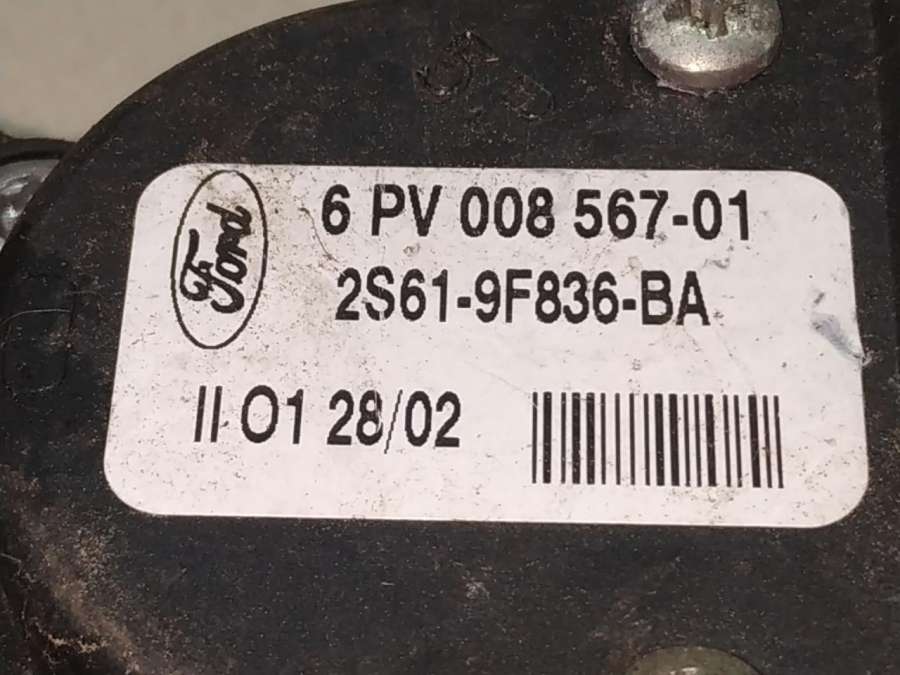 Ford
6 PV 008 567-01
2S61-9F836-BA
II O1 28/02